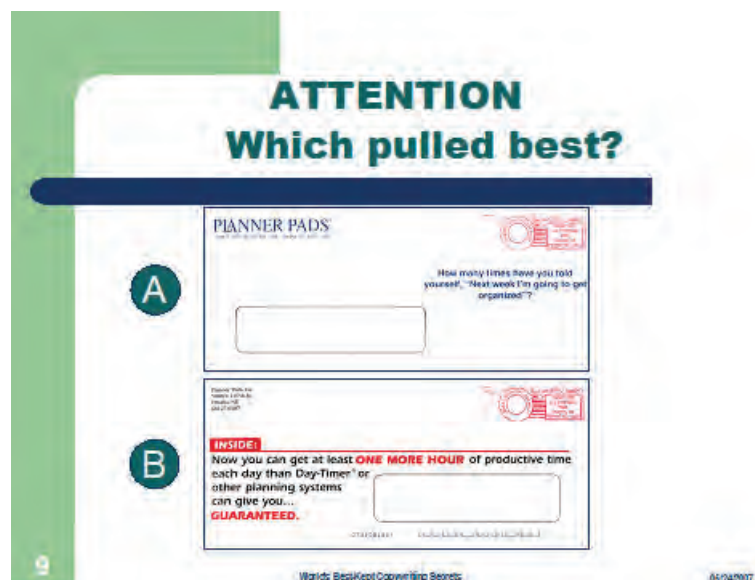 ATTENTION
Which pulled best?
PLANNER PADS
A
How many times have you told
yourself, "Next week I'm going to get
organized"?
B
INSIDE:
Now you can get at least ONE MORE HOUR of productive time
each day than Day-Timer® or
other planning systems
can give you...
GUARANTEED.
9
World's Best-Kept Copywriting Secrets